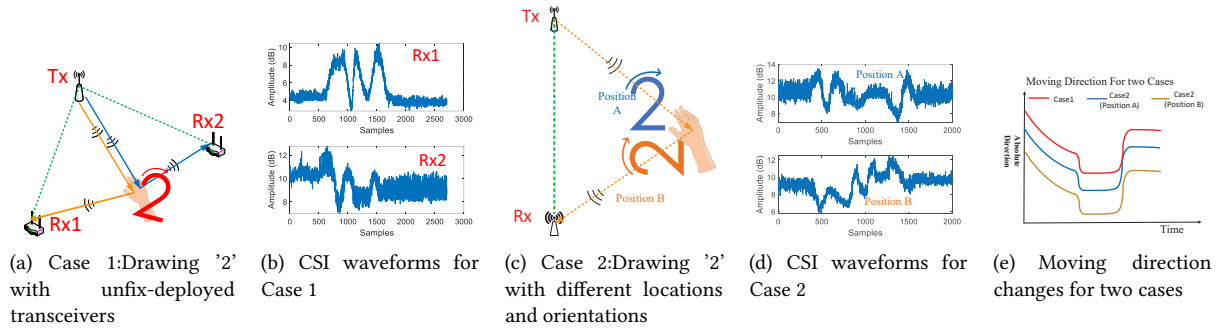 Tx
Rx2
2
Rx1
Rx1
Amplitude (dB)
10
8
6
4
0 500 1000 1500 2000 2500 3000
Samples
Rx2
Amplitude (dB)
12
10
8
6
0 500 1000 1500 2000 2500 3000
Samples
Tx
Position
A
2
2
Position B
Rx
Position A
Amplitude (dB)
14
12
10
8
0 500 1000 1500 2000
Samples
Position B
Amplitude (dB)
12
10
8
6
0 500 1000 1500 2000
Samples
Moving Direction For two Cases
Case1 Case2 Case2
(Position A) (Position B)
Absolute
Direction
Time
(a) Case 1:Drawing ’2’
with unfix-deployed
transceivers
(b) CSI waveforms for
Case 1
(c) Case 2:Drawing ’2’
with different locations
and orientations
(d) CSI waveforms for
Case 2
(e) Moving direction
changes for two cases